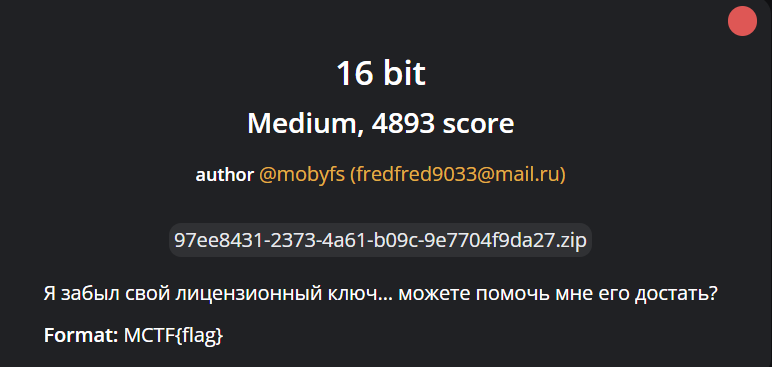 16 bit
Medium, 4893 score
author @mobyfs (fredfred9033@mail.ru)
97ee8431-2373-4a61-b09c-9e7704f9da27.zip
Я забыл свой лицензионный ключ... можете помочь мне его достать?
Format: MCTF{flag}